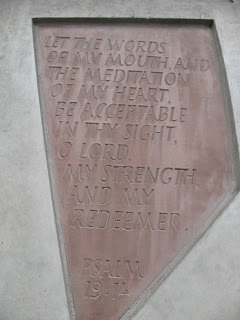 LET THE WORDS
OF MY MOUTH, AND
THE MEDITATION
OF MY HEART,
BE ACCEPTABLE
IN THY SIGHT,
O LORD,
MY STRENGTH,
AND MY
REDEEMER.
PSALM
19:14